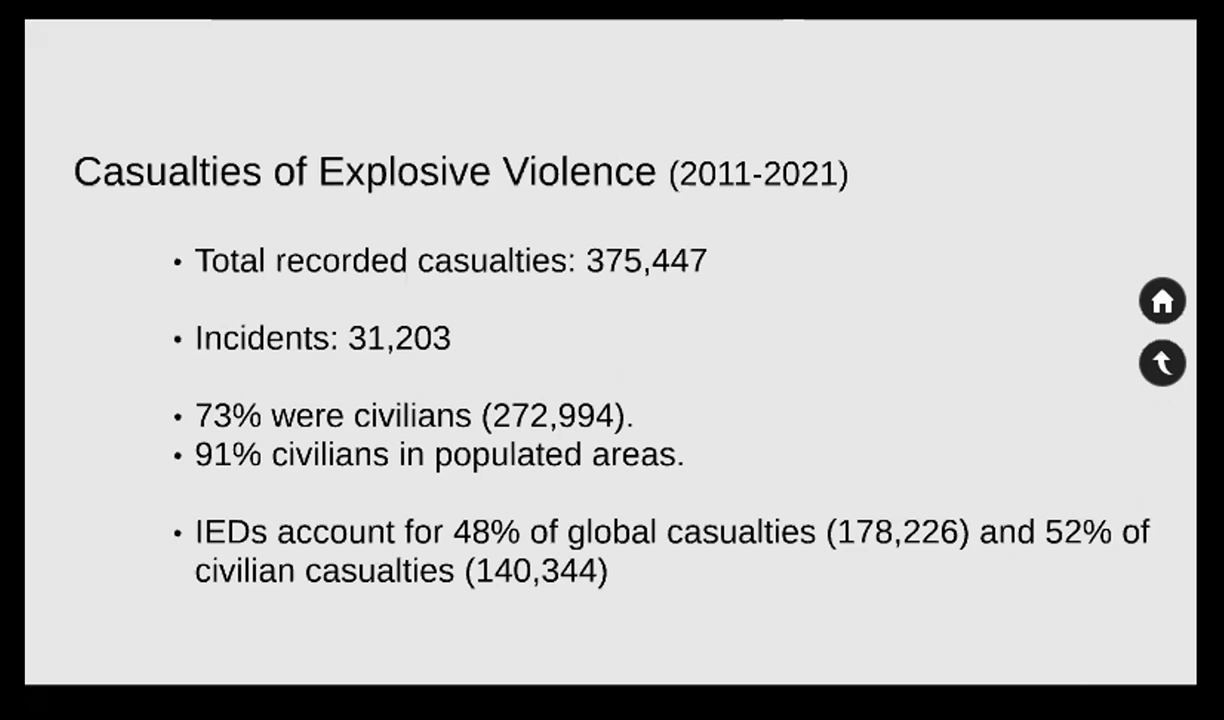 Casualties of Explosive Violence (2011-2021)
• Total recorded casualties: 375,447
• Incidents: 31,203
• 73% were civilians (272,994).
• 91% civilians in populated areas.
• IEDs account for 48% of global casualties (178,226) and 52% of
civilian casualties (140,344)